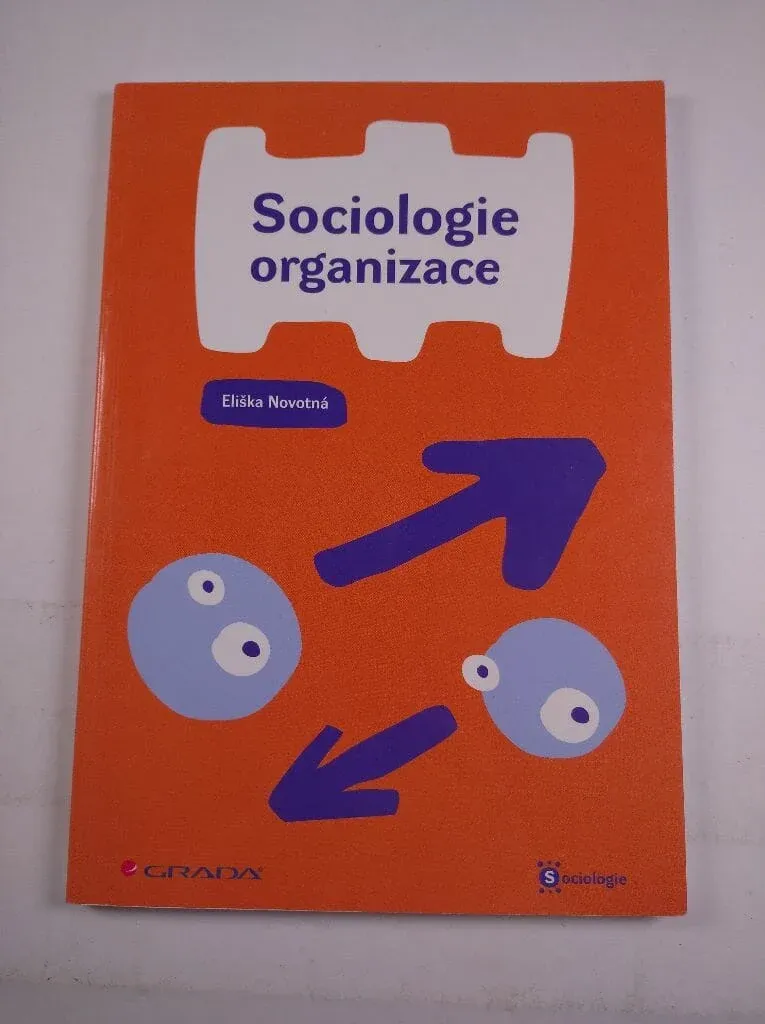 Sociologie
organizace
Eliška Novotná
GRADA®
Sociologie